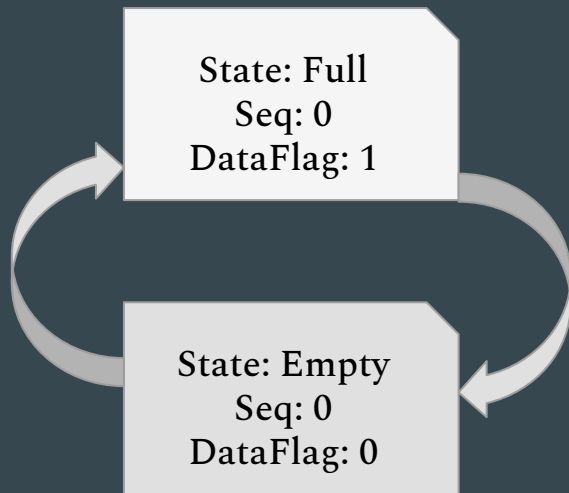 State: Full
Seq: 0
DataFlag: 1
State: Empty
Seq: 0
DataFlag: 0